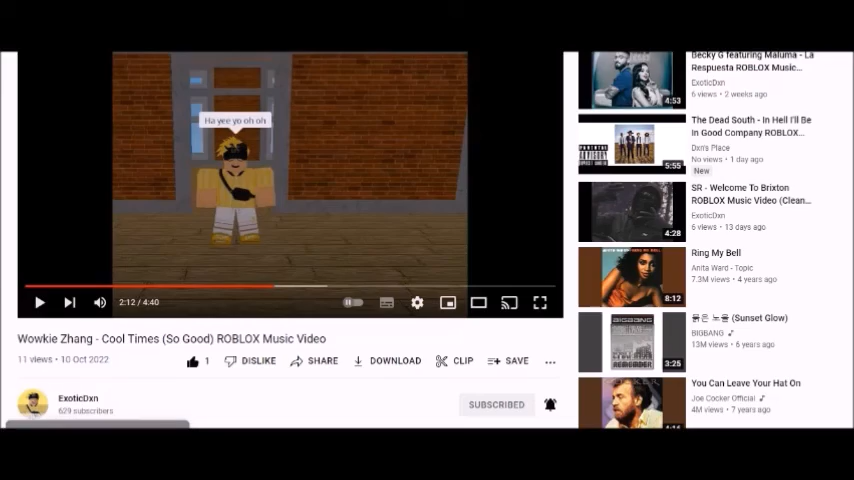 Ha yee yo oh oh
2:12 / 4:40
Wowkie Zhang - Cool Times (So Good) ROBLOX Music Video
11 views • 10 Oct 2022
1
DISLIKE
SHARE
DOWNLOAD
CLIP
SAVE
ExoticDxn
629 subscribers
SUBSCRIBED
Becky G featuring Maluma - La
Respuesta ROBLOX Music...
ExoticDxn
6 views • 2 weeks ago
4:53
The Dead South - In Hell I'll Be
In Good Company ROBLOX...
Dxn's Place
No views • 1 day ago
New
5:55
SR - Welcome To Brixton
ROBLOX Music Video (Clean...
ExoticDxn
6 views • 13 days ago
4:28
Ring My Bell
Anita Ward - Topic
7.3M views • 4 years ago
8:12
붉은 노을 (Sunset Glow)
BIGBANG
13M views • 6 years ago
BIGBANG
REMEMBER
3:25
You Can Leave Your Hat On
Joe Cocker Official
4M views • 7 years ago